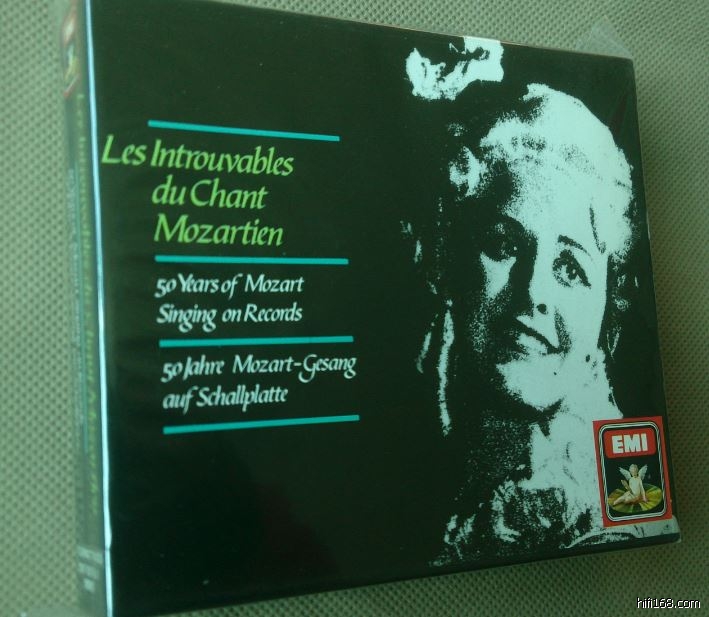 Les Introuvables
du Chant
Mozartien
50 Years of Mozart
Singing on Records
50 Jahre Mozart-Gesang
auf Schallplatte
EMI
hifi168.com